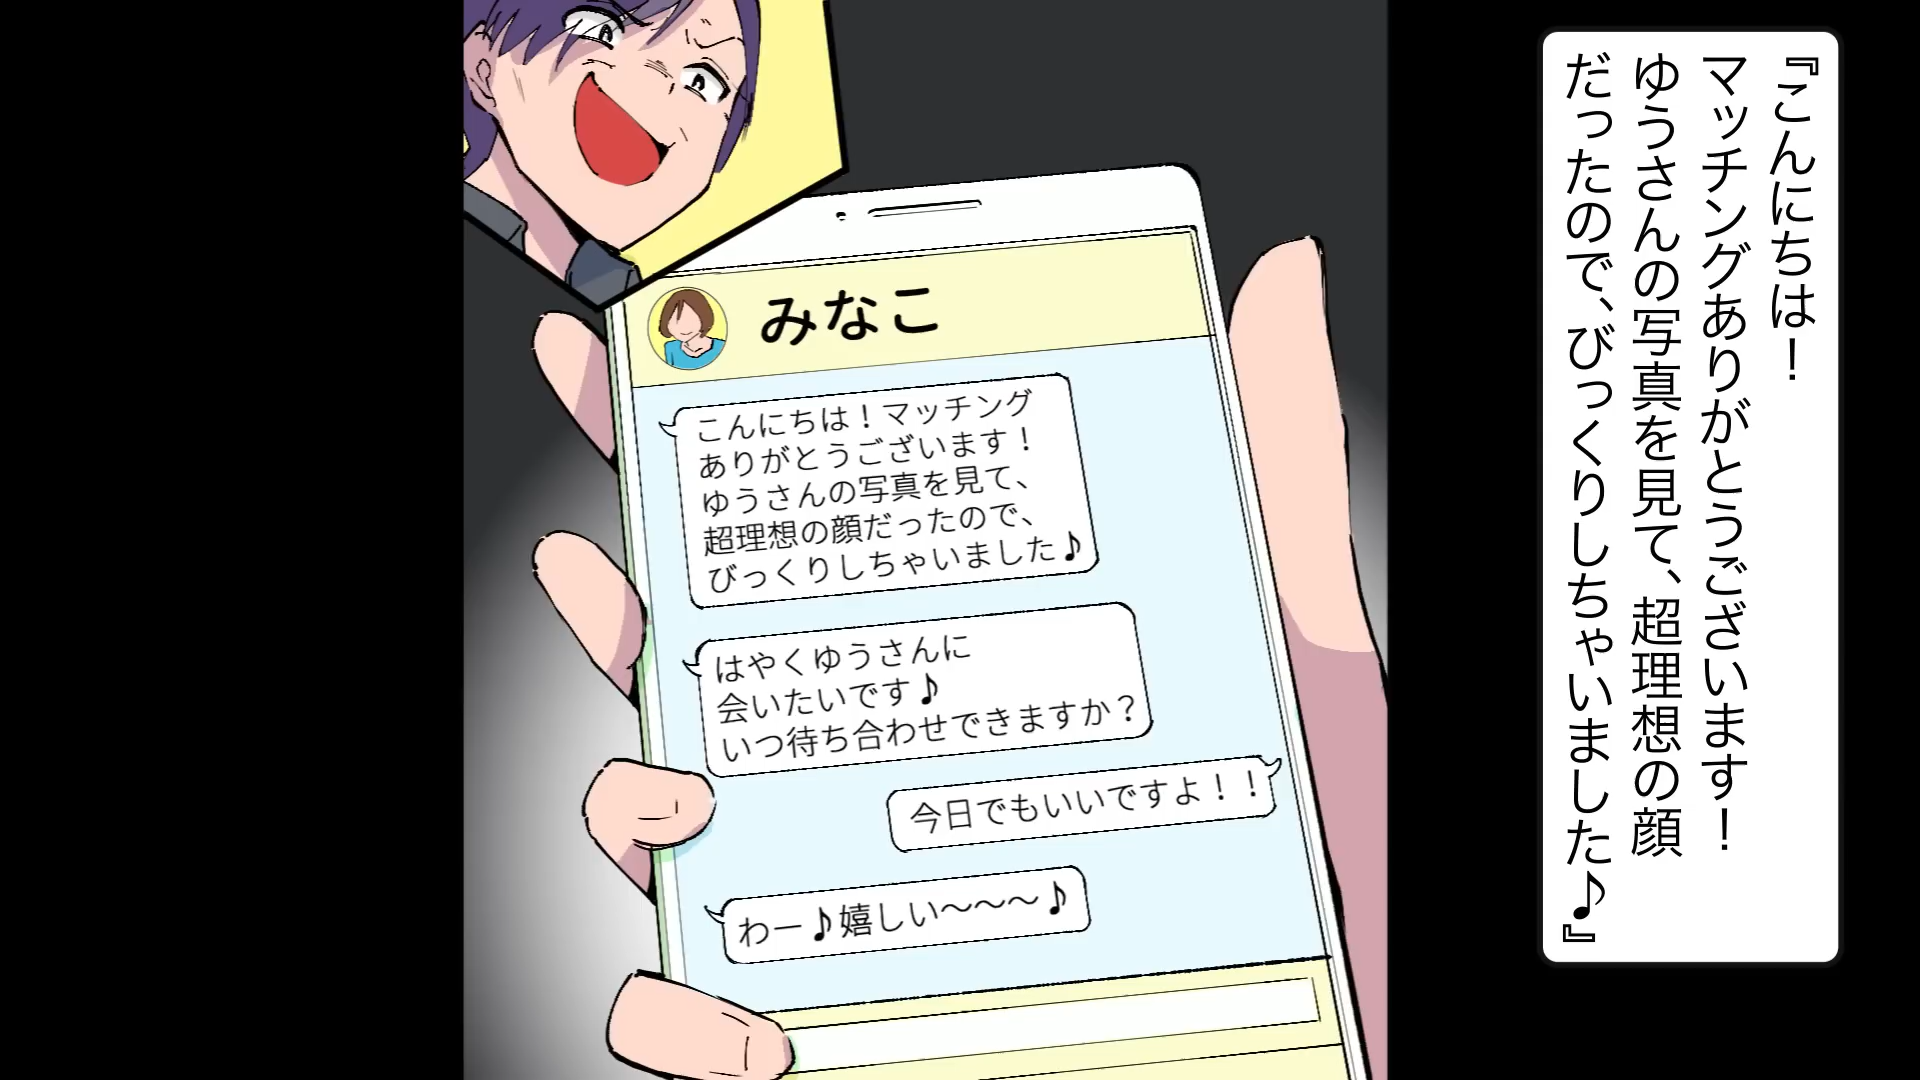 『こんにちは！
マッチングありがとうございます！
ゆうさんの写真を見て、超理想の顔
だったので、びっくりしちゃいました♪』
みなこ
こんにちは！マッチング
ありがとうございます！
ゆうさんの写真を見て、
超理想の顔だったので、
びっくりしちゃいました♪
はやくゆうさんに
会いたいです♪
いつ待ち合わせできますか？
今日でもいいですよ！！
わー♪嬉しい～～～♪